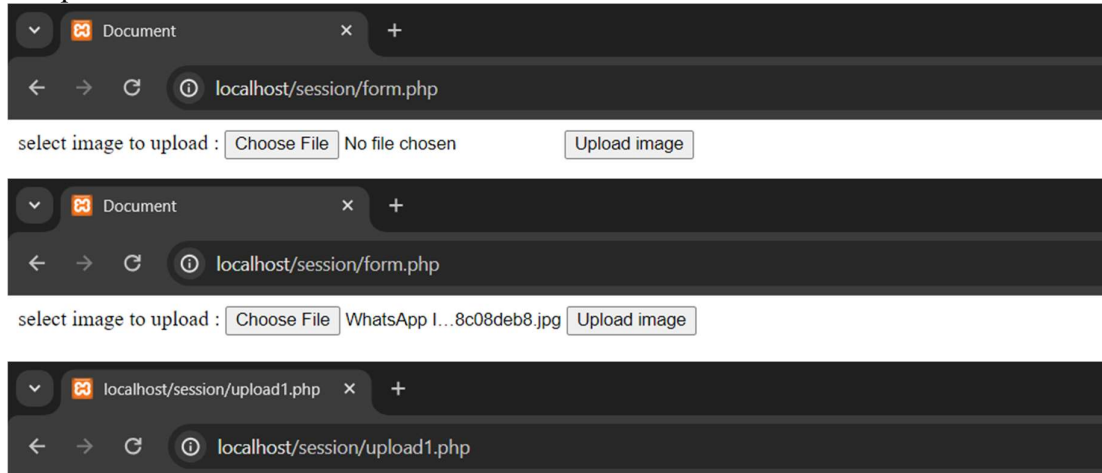 Document
localhost/session/form.php
select image to upload : Choose File No file chosen Upload image
Document
localhost/session/form.php
select image to upload : Choose File WhatsApp I...8c08deb8.jpg Upload image
localhost/session/upload1.php
localhost/session/upload1.php